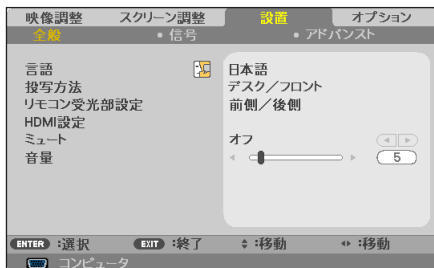 映像調整 スクリーン調整 設置 オプション
全般 • 信号 • アドバンスト
言語 日本語
投写方法 デスク／フロント
リモコン受光部設定 前側／後側
HDMI設定
ミュート オフ
音量 5
ENTER :選択 EXIT :終了 :移動 :移動
コンピュータ